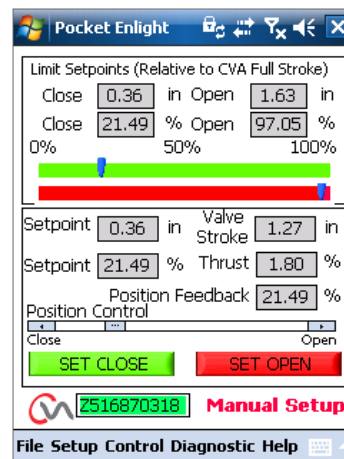 Pocket Enlight
Limit Setpoints (Relative to CVA Full Stroke)
Close 0.36 in Open 1.63 in
Close 21.49 % Open 97.05 %
0% 50% 100%
Setpoint 0.36 in Valve Stroke 1.27 in
Setpoint 21.49 % Thrust 1.80 %
Position Feedback 21.49 %
Position Control
Close Open
SET CLOSE SET OPEN
Z516870318 Manual Setup
File Setup Control Diagnostic Help